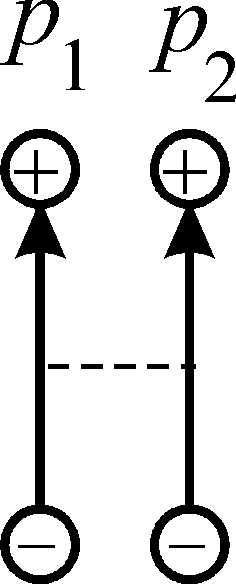 p1 p2
+ +
− −